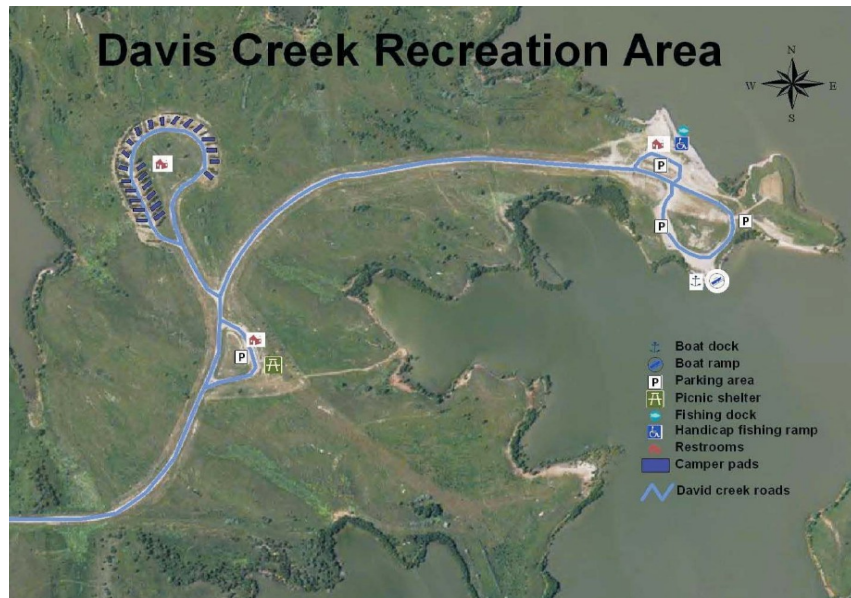 Davis Creek Recreation Area
N
W E
S
P
P
P
P
Boat dock
Boat ramp
P Parking area
Picnic shelter
Fishing dock
Handicap fishing ramp
Restrooms
Camper pads
David creek roads